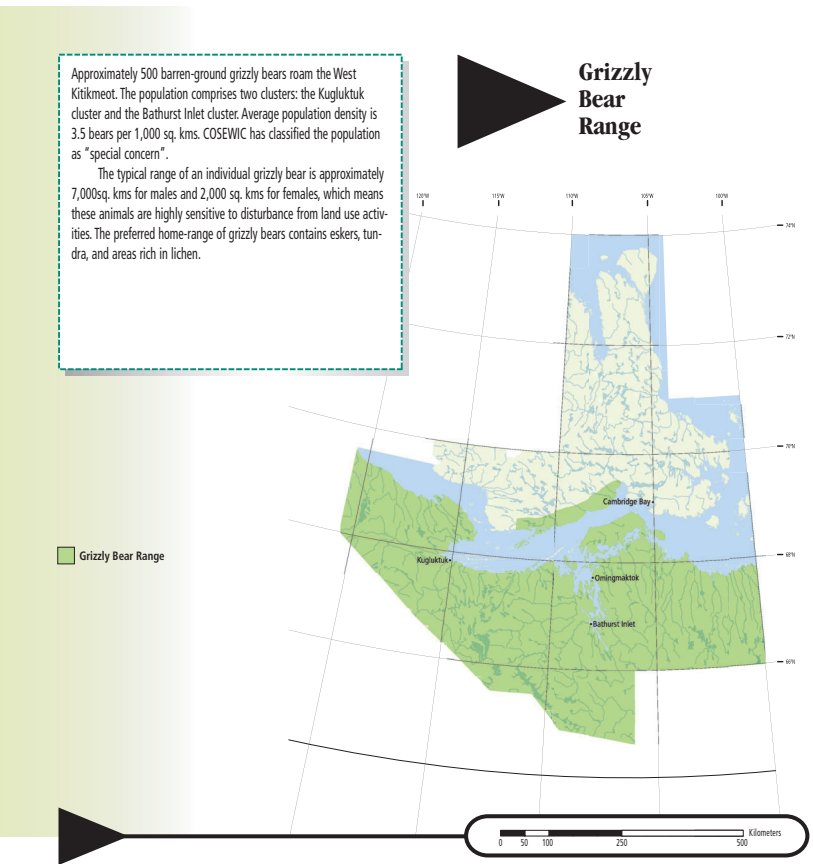 Approximately 500 barren-ground grizzly bears roam the West
Kitikmeot. The population comprises two clusters: the Kugluktuk
cluster and the Bathurst Inlet cluster. Average population density is
3.5 bears per 1,000 sq. kms. COSEWIC has classified the population
as "special concern".
The typical range of an individual grizzly bear is approximately
7,000sq. kms for males and 2,000 sq. kms for females, which means
these animals are highly sensitive to disturbance from land use activ-
ities. The preferred home-range of grizzly bears contains eskers, tun-
dra, and areas rich in lichen.
Grizzly
Bear
Range
120°W 115°W 110°W 105°W 100°W
74°N
72°N
70°N
Cambridge Bay
68°N
Grizzly Bear Range
Kugluktuk
Omingmaktok
Bathurst Inlet
66°N
Kilometers
0 50 100 250 500